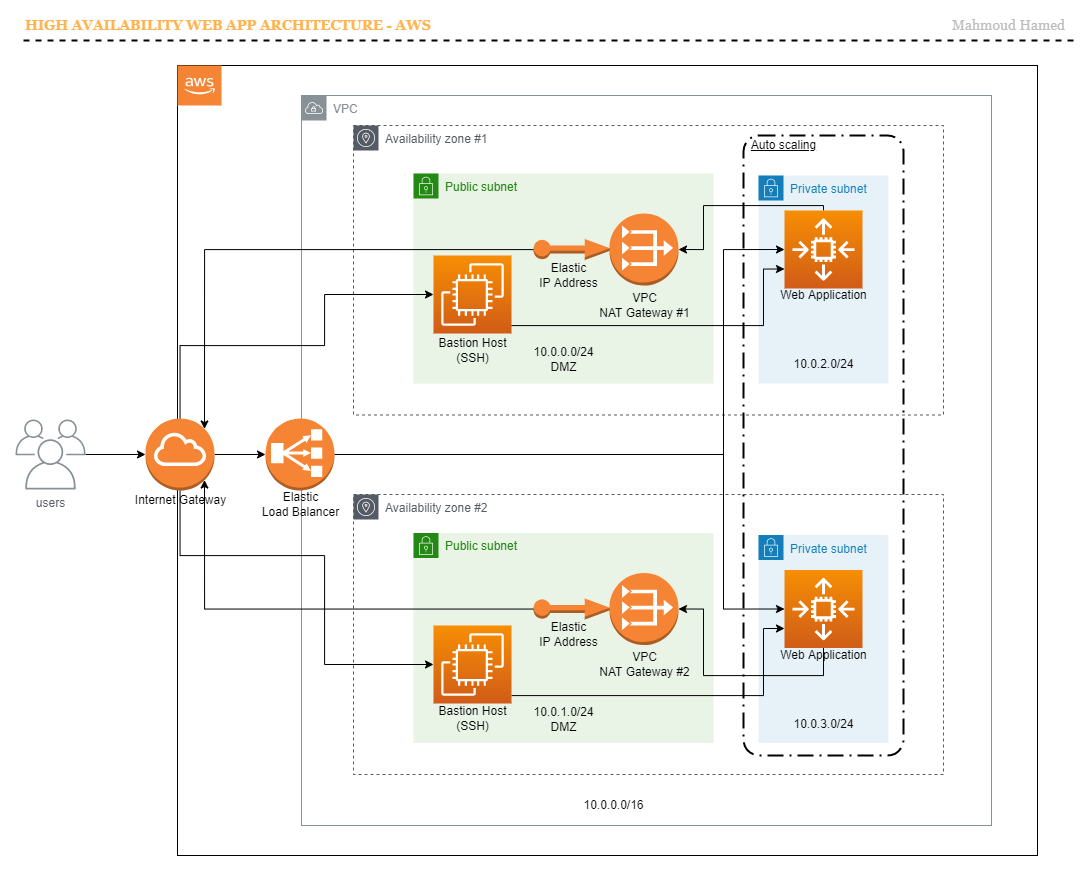 HIGH AVAILABILITY WEB APP ARCHITECTURE - AWS
Mahmoud Hamed
aws
VPC
Availability zone #1
Auto scaling
Public subnet
Private subnet
Elastic
IP Address
VPC
NAT Gateway #1
Web Application
Bastion Host
(SSH)
10.0.0.0/24
DMZ
10.0.2.0/24
users
Internet Gateway
Elastic
Load Balancer
Availability zone #2
Public subnet
Private subnet
Elastic
IP Address
VPC
NAT Gateway #2
Web Application
Bastion Host
(SSH)
10.0.1.0/24
DMZ
10.0.3.0/24
10.0.0.0/16